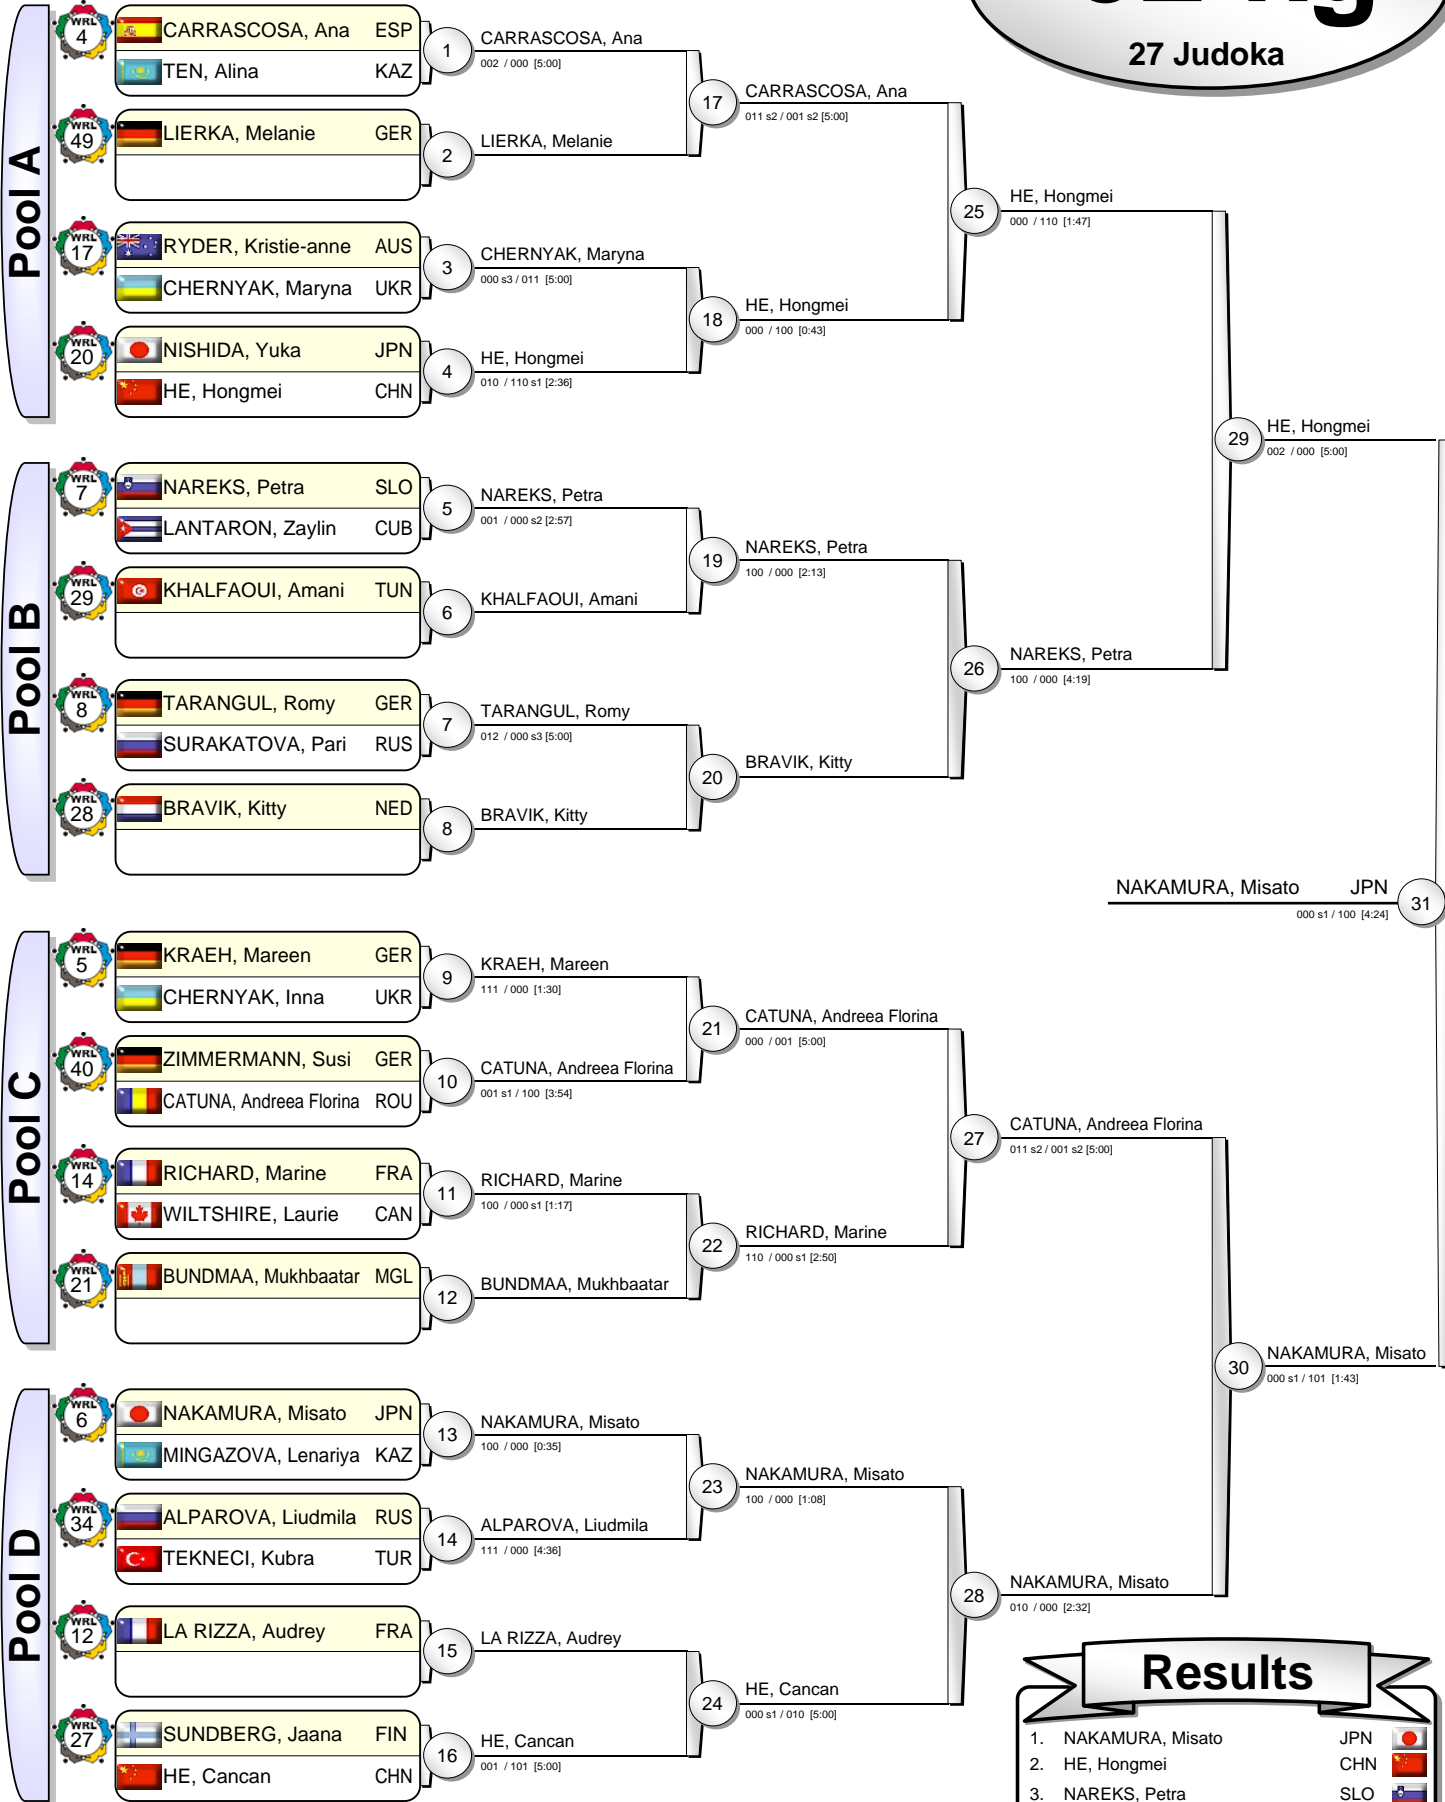 27 Judoka
Pool A
WRL 4
CARRASCOSA, Ana ESP
TEN, Alina KAZ
1
CARRASCOSA, Ana
002 / 000 [5:00]
WRL 49
LIERKA, Melanie GER
2
LIERKA, Melanie
17
CARRASCOSA, Ana
011 s2 / 001 s2 [5:00]
WRL 17
RYDER, Kristie-anne AUS
CHERNYAK, Maryna UKR
3
CHERNYAK, Maryna
000 s3 / 011 [5:00]
WRL 20
NISHIDA, Yuka JPN
HE, Hongmei CHN
4
HE, Hongmei
010 / 110 s1 [2:36]
18
HE, Hongmei
000 / 100 [0:43]
25
HE, Hongmei
000 / 110 [1:47]
Pool B
WRL 7
NAREKS, Petra SLO
LANTARON, Zaylin CUB
5
NAREKS, Petra
001 / 000 s2 [2:57]
WRL 29
KHALFAOUI, Amani TUN
6
KHALFAOUI, Amani
19
NAREKS, Petra
100 / 000 [2:13]
WRL 8
TARANGUL, Romy GER
SURAKATOVA, Pari RUS
7
TARANGUL, Romy
012 / 000 s3 [5:00]
WRL 28
BRAVIK, Kitty NED
8
BRAVIK, Kitty
20
BRAVIK, Kitty
26
NAREKS, Petra
100 / 000 [4:19]
29
HE, Hongmei
002 / 000 [5:00]
NAKAMURA, Misato JPN
000 s1 / 100 [4:24]
31
Pool C
WRL 5
KRAEH, Mareen GER
CHERNYAK, Inna UKR
9
KRAEH, Mareen
111 / 000 [1:30]
WRL 40
ZIMMERMANN, Susi GER
CATUNA, Andreea Florina ROU
10
CATUNA, Andreea Florina
001 s1 / 100 [3:54]
21
CATUNA, Andreea Florina
000 / 001 [5:00]
WRL 14
RICHARD, Marine FRA
WILTSHIRE, Laurie CAN
11
RICHARD, Marine
100 / 000 s1 [1:17]
WRL 21
BUNDMAA, Mukhbaatar MGL
12
BUNDMAA, Mukhbaatar
22
RICHARD, Marine
110 / 000 s1 [2:50]
27
CATUNA, Andreea Florina
011 s2 / 001 s2 [5:00]
Pool D
WRL 6
NAKAMURA, Misato JPN
MINGAZOVA, Lenariya KAZ
13
NAKAMURA, Misato
100 / 000 [0:35]
WRL 34
ALPAROVA, Liudmila RUS
TEKNECI, Kubra TUR
14
ALPAROVA, Liudmila
111 / 000 [4:36]
23
NAKAMURA, Misato
100 / 000 [1:08]
WRL 12
LA RIZZA, Audrey FRA
15
LA RIZZA, Audrey
WRL 27
SUNDBERG, Jaana FIN
HE, Cancan CHN
16
HE, Cancan
001 / 101 [5:00]
24
HE, Cancan
000 s1 / 010 [5:00]
28
NAKAMURA, Misato
010 / 000 [2:32]
30
NAKAMURA, Misato
000 s1 / 101 [1:43]
Results
1. NAKAMURA, Misato JPN
2. HE, Hongmei CHN
3. NAREKS, Petra SLO